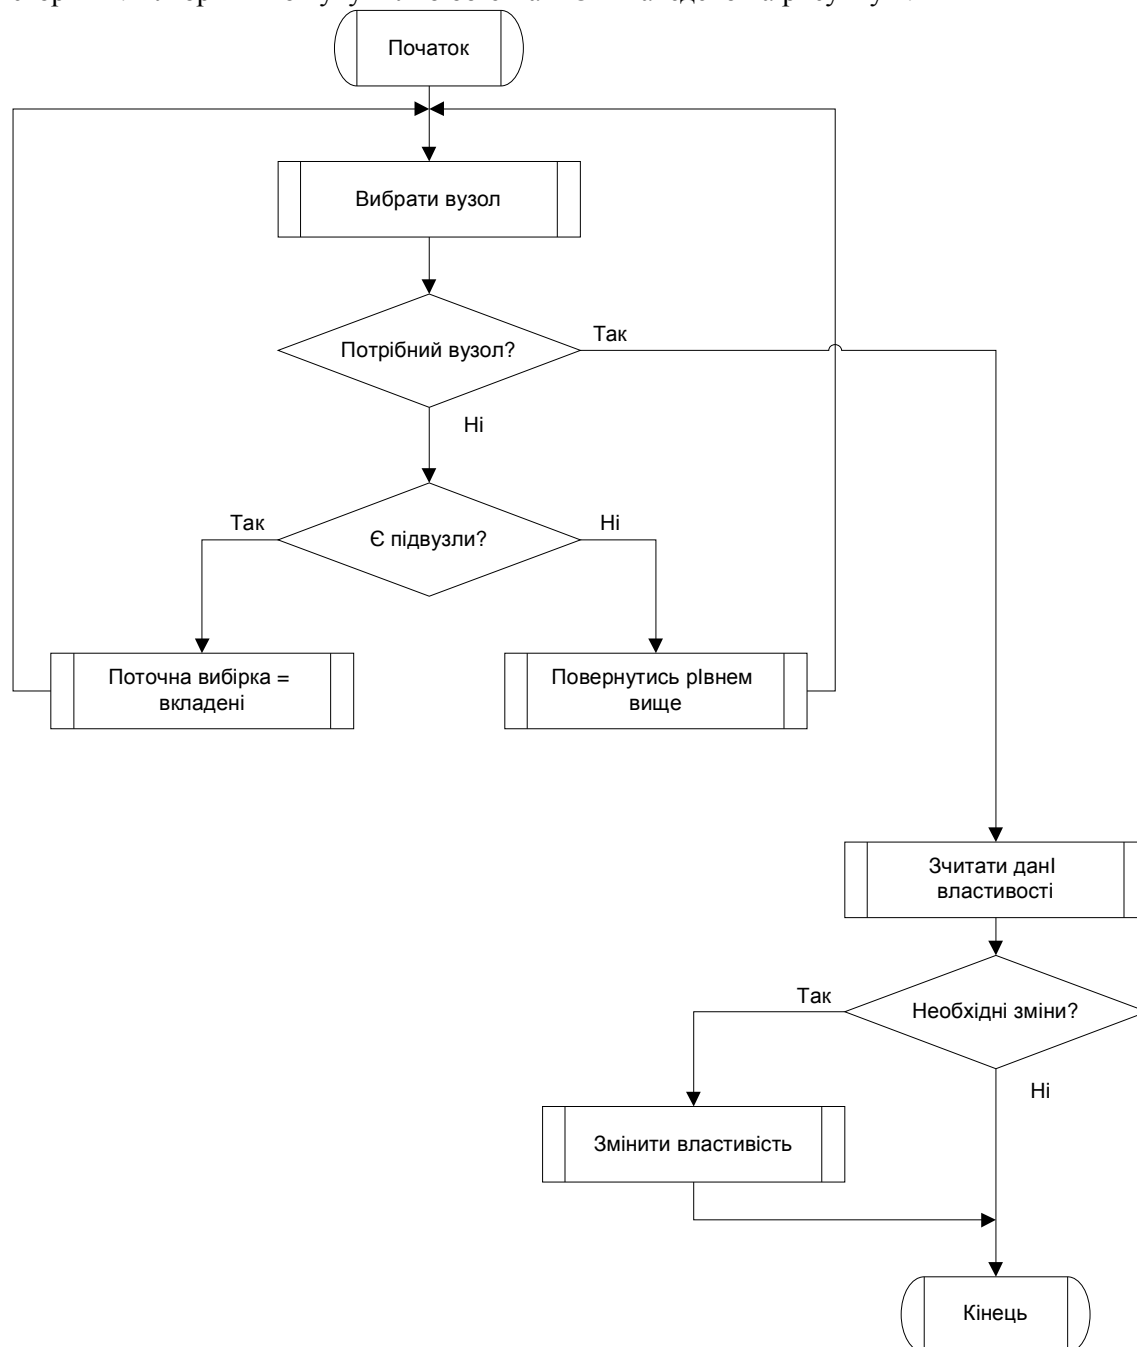 Початок
Вибрати вузол
Потрібний вузол?
Так
Ні
Є підвузли?
Так
Ні
Поточна вибірка =
вкладені
Повернутись рІвнем
вище
Зчитати данІ
властивості
Необхідні зміни?
Так
Ні
Змінити властивість
Кінець